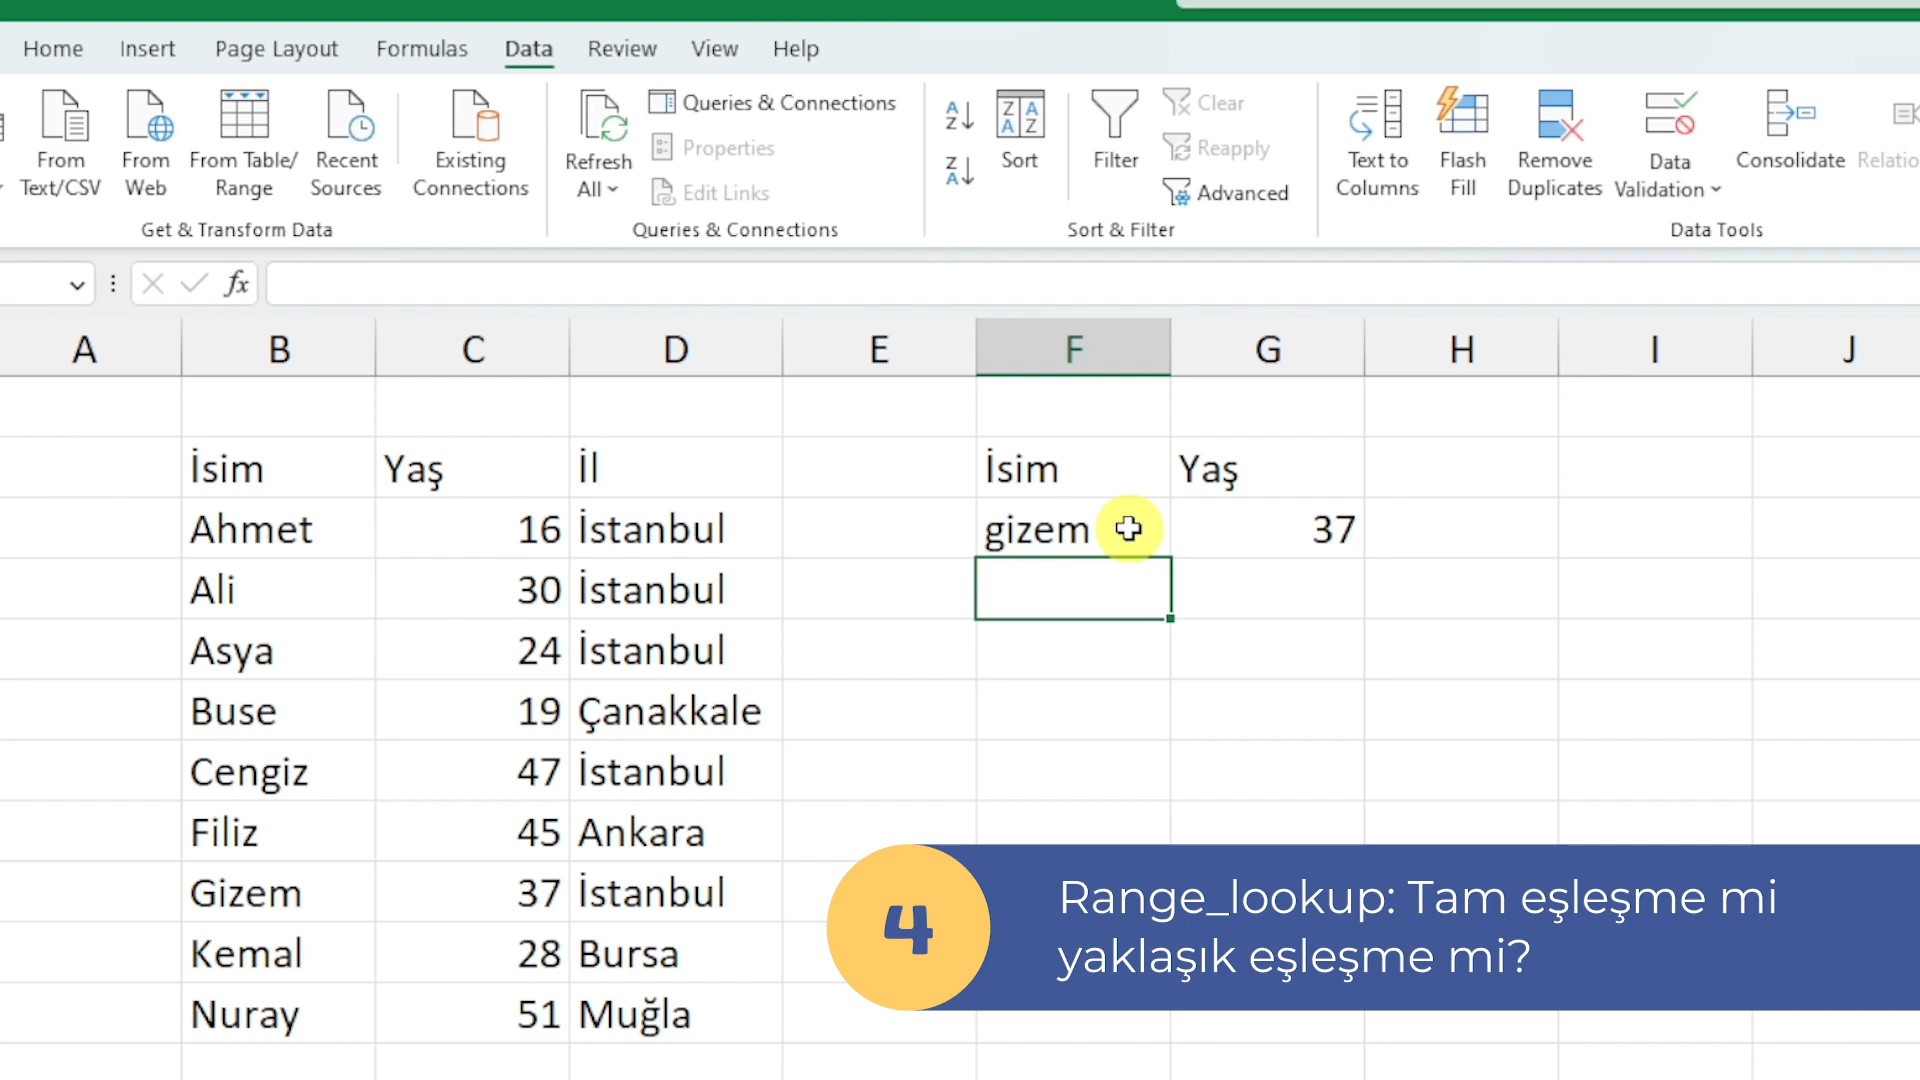 Home Insert Page Layout Formulas Data Review View Help
From Text/CSV
From Web
From Table/ Range
Recent Sources
Existing Connections
Get & Transform Data
Refresh All
Queries & Connections
Properties
Edit Links
Queries & Connections
Sort
Filter
Clear
Reapply
Advanced
Sort & Filter
Text to Columns
Flash Fill
Remove Duplicates
Data Validation
Consolidate
Data Tools
fx
A B C D E F G H I J
İsim Yaş İl İsim Yaş
Ahmet 16 İstanbul gizem 37
Ali 30 İstanbul
Asya 24 İstanbul
Buse 19 Çanakkale
Cengiz 47 İstanbul
Filiz 45 Ankara
Gizem 37 İstanbul
Kemal 28 Bursa
Nuray 51 Muğla
4
Range_lookup: Tam eşleşme mi
yaklaşık eşleşme mi?